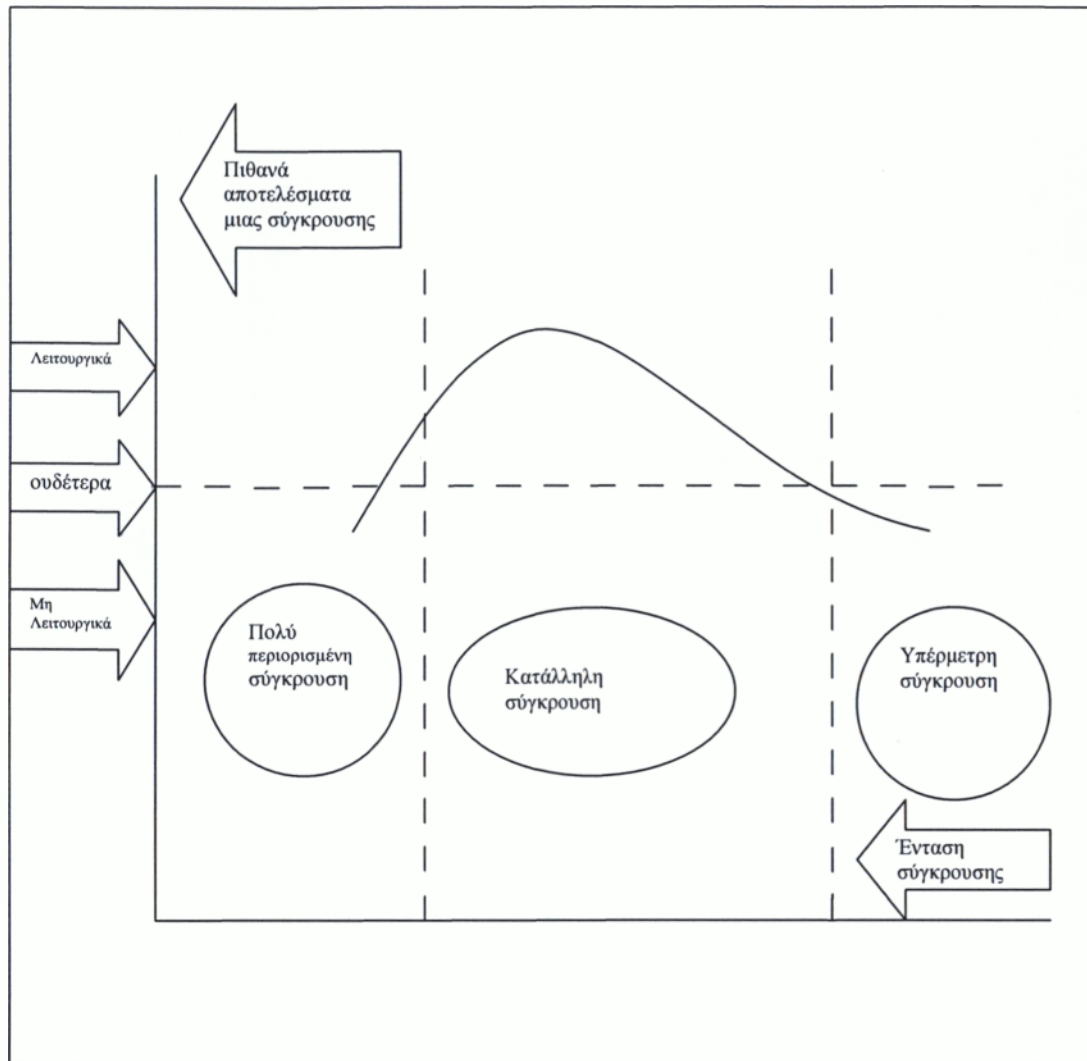 Πιθανά
αποτελέσματα
μιας σύγκρουσης
Λειτουργικά
ουδέτερα
Μη
Λειτουργικά
Πολύ
περιορισμένη
σύγκρουση
Κατάλληλη
σύγκρουση
Υπέρμετρη
σύγκρουση
Ένταση
σύγκρουσης